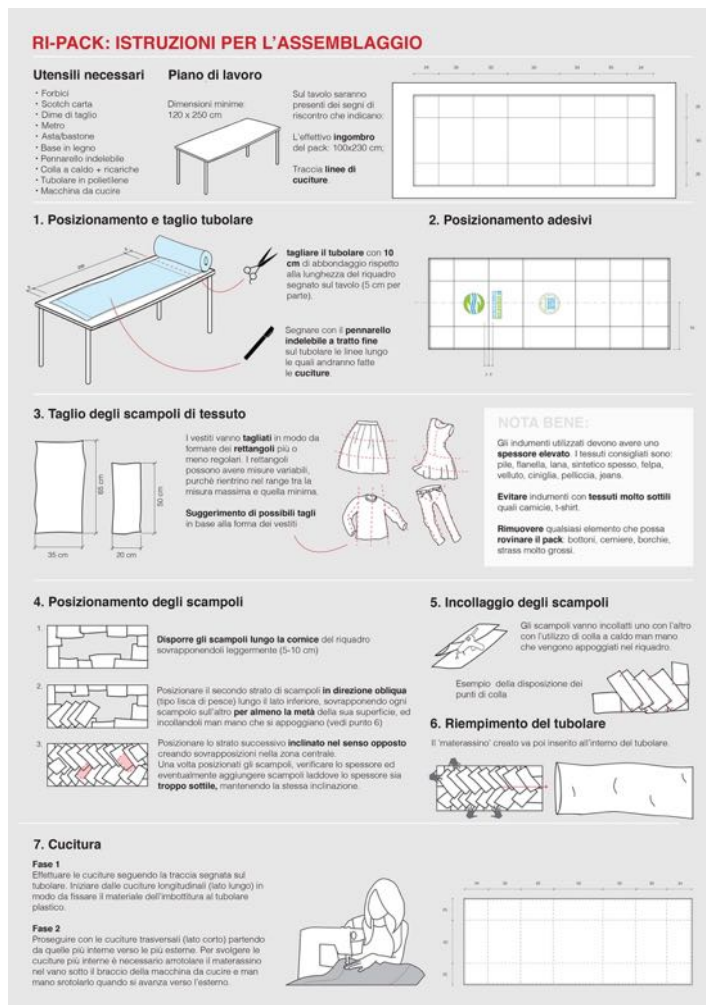 RI-PACK: ISTRUZIONI PER L'ASSEMBLAGGIO
Utensili necessari
• Forbici
• Scotch carta
• Dime di taglio
• Metro
• Asta/bastone
• Base in legno
• Pennarello indelebile
• Colla a caldo + ricariche
• Tubolare in polietilene
• Macchina da cucire
Piano di lavoro
Dimensioni minime:
120 x 250 cm
Sul tavolo saranno
presenti dei segni di
riscontro che indicano:
L'effettivo ingombro
del pack: 100x230 cm;
Traccia linee di
cuciture.
1. Posizionamento e taglio tubolare
tagliare il tubolare con 10
cm di abbondaggio rispetto
alla lunghezza del riquadro
segnato sul tavolo (5 cm per
parte).
Segnare con il pennarello
indelebile a tratto fine
sul tubolare le linee lungo
le quali andranno fatte
le cuciture.
2. Posizionamento adesivi
3. Taglio degli scampoli di tessuto
65 cm
50 cm
35 cm
20 cm
I vestiti vanno tagliati in modo da
formare dei rettangoli più o
meno regolari. I rettangoli
possono avere misure variabili,
purchè rientrino nel range tra la
misura massima e quella minima.
Suggerimento di possibili tagli
in base alla forma dei vestiti
NOTA BENE:
Gli indumenti utilizzati devono avere uno
spessore elevato. I tessuti consigliati sono:
pile, flanella, lana, sintetico spesso, felpa,
velluto, ciniglia, pelliccia, jeans.
Evitare indumenti con tessuti molto sottili
quali camicie, t-shirt.
Rimuovere qualsiasi elemento che possa
rovinare il pack: bottoni, cerniere, borchie,
strass molto grossi.
4. Posizionamento degli scampoli
1.
Disporre gli scampoli lungo la cornice del riquadro
sovrapponendoli leggermente (5-10 cm)
2.
Posizionare il secondo strato di scampoli in direzione obliqua
(tipo lisca di pesce) lungo il lato inferiore, sovrapponendo ogni
scampolo sull'altro per almeno la metà della sua superficie, ed
incollandoli man mano che si appoggiano (vedi punto 6)
3.
Posizionare lo strato successivo inclinato nel senso opposto
creando sovrapposizioni nella zona centrale.
Una volta posizionati gli scampoli, verificare lo spessore ed
eventualmente aggiungere scampoli laddove lo spessore sia
troppo sottile, mantenendo la stessa inclinazione.
5. Incollaggio degli scampoli
Gli scampoli vanno incollati uno con l'altro
con l'utilizzo di colla a caldo man mano
che vengono appoggiati nel riquadro.
Esempio della disposizione dei
punti di colla
6. Riempimento del tubolare
Il 'materassino' creato va poi inserito all'interno del tubolare.
7. Cucitura
Fase 1
Effettuare le cuciture seguendo la traccia segnata sul
tubolare. Iniziare dalle cuciture longitudinali (lato lungo) in
modo da fissare il materiale dell'imbottitura al tubolare
plastico.
Fase 2
Proseguire con le cuciture trasversali (lato corto) partendo
da quelle più interne verso le più esterne. Per svolgere le
cuciture più interne è necessario arrotolare il materassino
nel vano sotto il braccio della macchina da cucire e man
mano srotolarlo quando si avanza verso l'esterno.